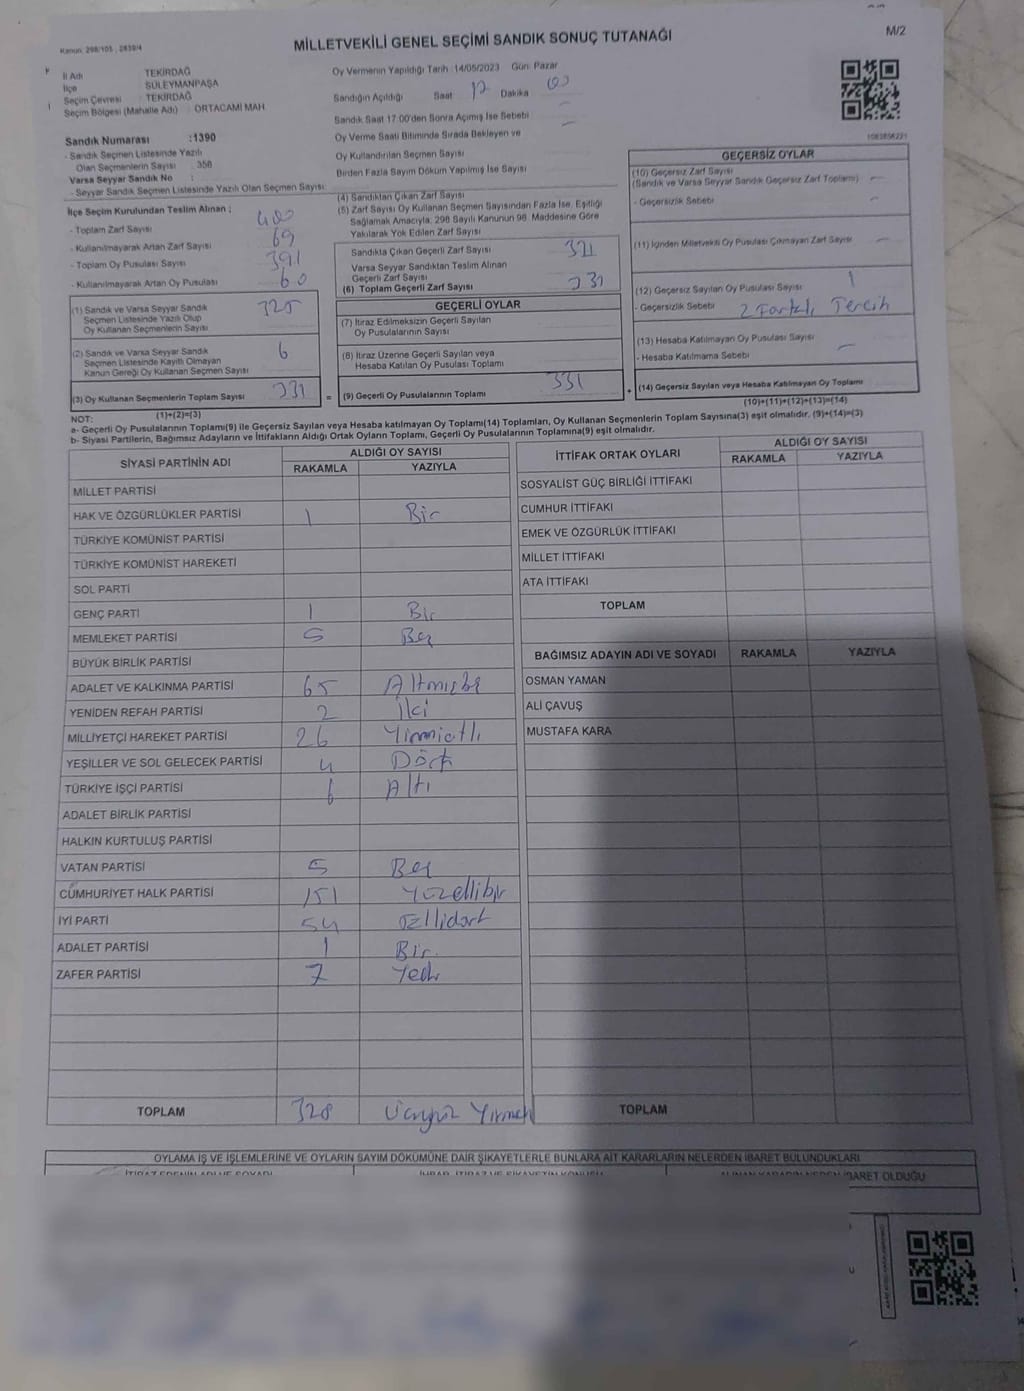 Kanun: 298/105 , 2839/4
MİLLETVEKİLİ GENEL SEÇİMİ SANDIK SONUÇ TUTANAĞI
M/2
İl Adı : TEKİRDAĞ
İlçe : SÜLEYMANPAŞA
Seçim Çevresi : TEKİRDAĞ
Seçim Bölgesi (Mahalle Adı) : ORTACAMİ MAH
Oy Vermenin Yapıldığı Tarih :14/05/2023 Gün: Pazar
Sandığın Açıldığı Saat 17 Dakika 00
Sandık Saat 17:00'den Sonra Açımış İse Sebebi
Oy Verme Saati Bitiminde Sırada Bekleyen ve
Oy Kullandırılan Seçmen Sayısı
Birden Fazla Sayım Döküm Yapılmış İse Sayısı
Sandık Numarası :1390
- Sandık Seçmen Listesinde Yazılı
Olan Seçmenlerin Sayısı : 350
Varsa Seyyar Sandık No :
- Seyyar Sandık Seçmen Listesinde Yazılı Olan Seçmen Sayısı:
İlçe Seçim Kurulundan Teslim Alınan ;
- Toplam Zarf Sayısı 400
- Kullanılmayarak Artan Zarf Sayısı 69
- Toplam Oy Pusulası Sayısı 391
- Kullanılmayarak Artan Oy Pusulası 60
(1) Sandık ve Varsa Seyyar Sandık
Seçmen Listesinde Yazılı Olup
Oy Kullanan Seçmenlerin Sayısı 325
(2) Sandık ve Varsa Seyyar Sandık
Seçmen Listesinde Kayıtlı Olmayan
Kanun Gereği Oy Kullanan Seçmen Sayısı 6
(3) Oy Kullanan Seçmenlerin Toplam Sayısı 331
(1)+(2)=(3)
(4) Sandıktan Çıkan Zarf Sayısı
(5) Zarf Sayısı Oy Kullanan Seçmen Sayısından Fazla İse, Eşitliği
Sağlamak Amacıyla; 298 Sayılı Kanunun 98. Maddesine Göre
Yakılarak Yok Edilen Zarf Sayısı
Sandıkta Çıkan Geçerli Zarf Sayısı 331
Varsa Seyyar Sandıktan Teslim Alınan
Geçerli Zarf Sayısı
(6) Toplam Geçerli Zarf Sayısı 331
GEÇERLİ OYLAR
(7) İtiraz Edilmeksizin Geçerli Sayılan
Oy Pusulalarının Sayısı
(8) İtiraz Üzerine Geçerli Sayılan veya
Hesaba Katılan Oy Pusulası Toplamı
= (9) Geçerli Oy Pusulalarının Toplamı 331 +
1083856221
GEÇERSİZ OYLAR
(10) Geçersiz Zarf Sayısı
(Sandık ve Varsa Seyyar Sandık Geçersiz Zarf Toplamı) -
- Geçersizlik Sebebi -
(11) İçinden Milletvekili Oy Pusulası Çıkmayan Zarf Sayısı -
(12) Geçersiz Sayılan Oy Pusulası Sayısı 1
- Geçersizlik Sebebi 2 Farklı Tercih
(13) Hesaba Katılmayan Oy Pusulası Sayısı
- Hesaba Katılmama Sebebi -
(14) Geçersiz Sayılan veya Hesaba Katılmayan Oy Toplamı
(10)+(11)+(12)+(13)=(14)
NOT:
a- Geçerli Oy Pusulalarının Toplamı(9) ile Geçersiz Sayılan veya Hesaba katılmayan Oy Toplamı(14) Toplamları, Oy Kullanan Seçmenlerin Toplam Sayısına(3) eşit olmalıdır. (9)+(14)=(3)
b- Siyasi Partilerin, Bağımsız Adayların ve İttifakların Aldığı Ortak Oyların Toplamı, Geçerli Oy Pusulalarının Toplamına(9) eşit olmalıdır.
SİYASİ PARTİNİN ADI ALDIĞI OY SAYISI
RAKAMLA YAZIYLA
MİLLET PARTİSİ
HAK VE ÖZGÜRLÜKLER PARTİSİ 1 Bir
TÜRKİYE KOMÜNİST PARTİSİ
TÜRKİYE KOMÜNİST HAREKETİ
SOL PARTİ
GENÇ PARTİ 1 Bir
MEMLEKET PARTİSİ 5 Beş
BÜYÜK BİRLİK PARTİSİ
ADALET VE KALKINMA PARTİSİ 65 Altmışbeş
YENİDEN REFAH PARTİSİ 2 İki
MİLLİYETÇİ HAREKET PARTİSİ 26 Yirmialtı
YEŞİLLER VE SOL GELECEK PARTİSİ 4 Dört
TÜRKİYE İŞÇİ PARTİSİ 6 Altı
ADALET BİRLİK PARTİSİ
HALKIN KURTULUŞ PARTİSİ
VATAN PARTİSİ 5 Beş
CUMHURİYET HALK PARTİSİ 151 Yüzellibir
İYİ PARTİ 54 Ellidört
ADALET PARTİSİ 1 Bir
ZAFER PARTİSİ 7 Yedi
TOPLAM 328 Üçyüz
İTTİFAK ORTAK OYLARI ALDIĞI OY SAYISI
RAKAMLA YAZIYLA
SOSYALİST GÜÇ BİRLİĞİ İTTİFAKI
CUMHUR İTTİFAKI
EMEK VE ÖZGÜRLÜK İTTİFAKI
MİLLET İTTİFAKI
ATA İTTİFAKI
TOPLAM
BAĞIMSIZ ADAYIN ADI VE SOYADI RAKAMLA YAZIYLA
OSMAN YAMAN
ALİ ÇAVUŞ
MUSTAFA KARA
TOPLAM
OYLAMA İŞ VE İŞLEMLERİNE VE OYLARIN SAYIM DÖKÜMÜNE DAİR ŞİKAYETLERLE BUNLARA AİT KARARLARIN NELERDEN İBARET BULUNDUKLARI
İBARET OLDUĞU